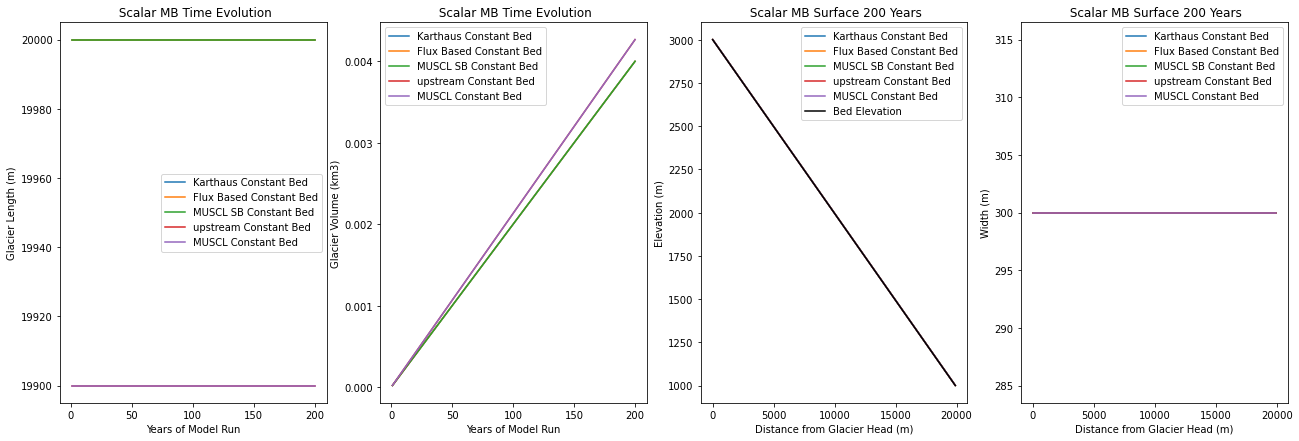 Scalar MB Time Evolution
Glacier Length (m)
20000
19980
19960
19940
19920
19900
Karthaus Constant Bed
Flux Based Constant Bed
MUSCL SB Constant Bed
upstream Constant Bed
MUSCL Constant Bed
0 50 100 150 200
Years of Model Run
Scalar MB Time Evolution
Glacier Volume (km3)
0.004
0.003
0.002
0.001
0.000
Karthaus Constant Bed
Flux Based Constant Bed
MUSCL SB Constant Bed
upstream Constant Bed
MUSCL Constant Bed
0 50 100 150 200
Years of Model Run
Scalar MB Surface 200 Years
Elevation (m)
3000
2750
2500
2250
2000
1750
1500
1250
1000
Karthaus Constant Bed
Flux Based Constant Bed
MUSCL SB Constant Bed
upstream Constant Bed
MUSCL Constant Bed
Bed Elevation
0 5000 10000 15000 20000
Distance from Glacier Head (m)
Scalar MB Surface 200 Years
Width (m)
315
310
305
300
295
290
285
Karthaus Constant Bed
Flux Based Constant Bed
MUSCL SB Constant Bed
upstream Constant Bed
MUSCL Constant Bed
0 5000 10000 15000 20000
Distance from Glacier Head (m)